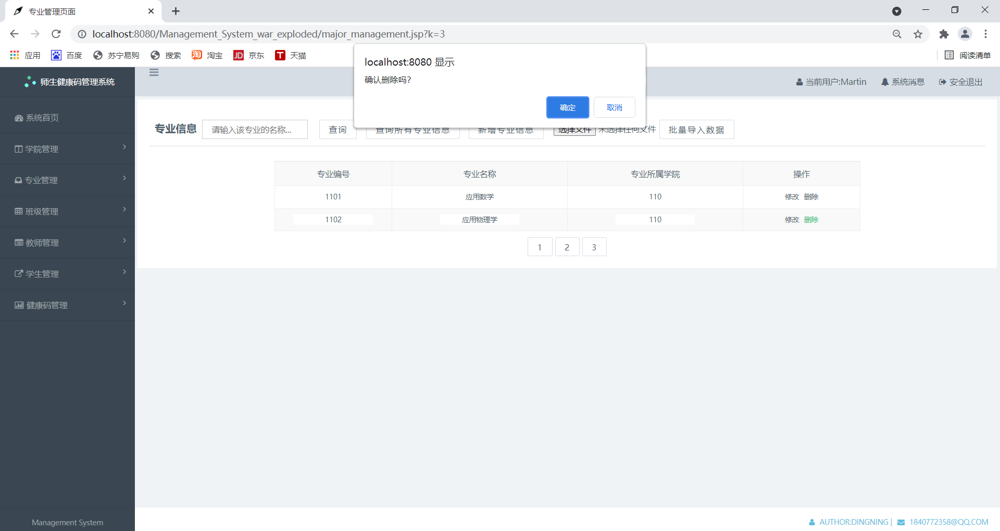 专业管理页面
localhost:8080/Management_System_war_exploded/major_management.jsp?k=3
应用 百度 苏宁易购 搜索 淘宝 京东 天猫 阅读清单
localhost:8080 显示
确认删除吗?
确定 取消
师生健康码管理系统
当前用户:Martin 系统消息 安全退出
系统首页
学院管理
专业管理
班级管理
教师管理
学生管理
健康码管理
Management System
专业信息 请输入该专业的名称... 查询 查询所有专业信息 新增专业信息 选择文件 未选择任何文件 批量导入数据
专业编号 专业名称 专业所属学院 操作
1101 应用数学 110 修改 删除
1102 应用物理学 110 修改 删除
1 2 3
AUTHOR:DINGNING | 1840772358@QQ.COM